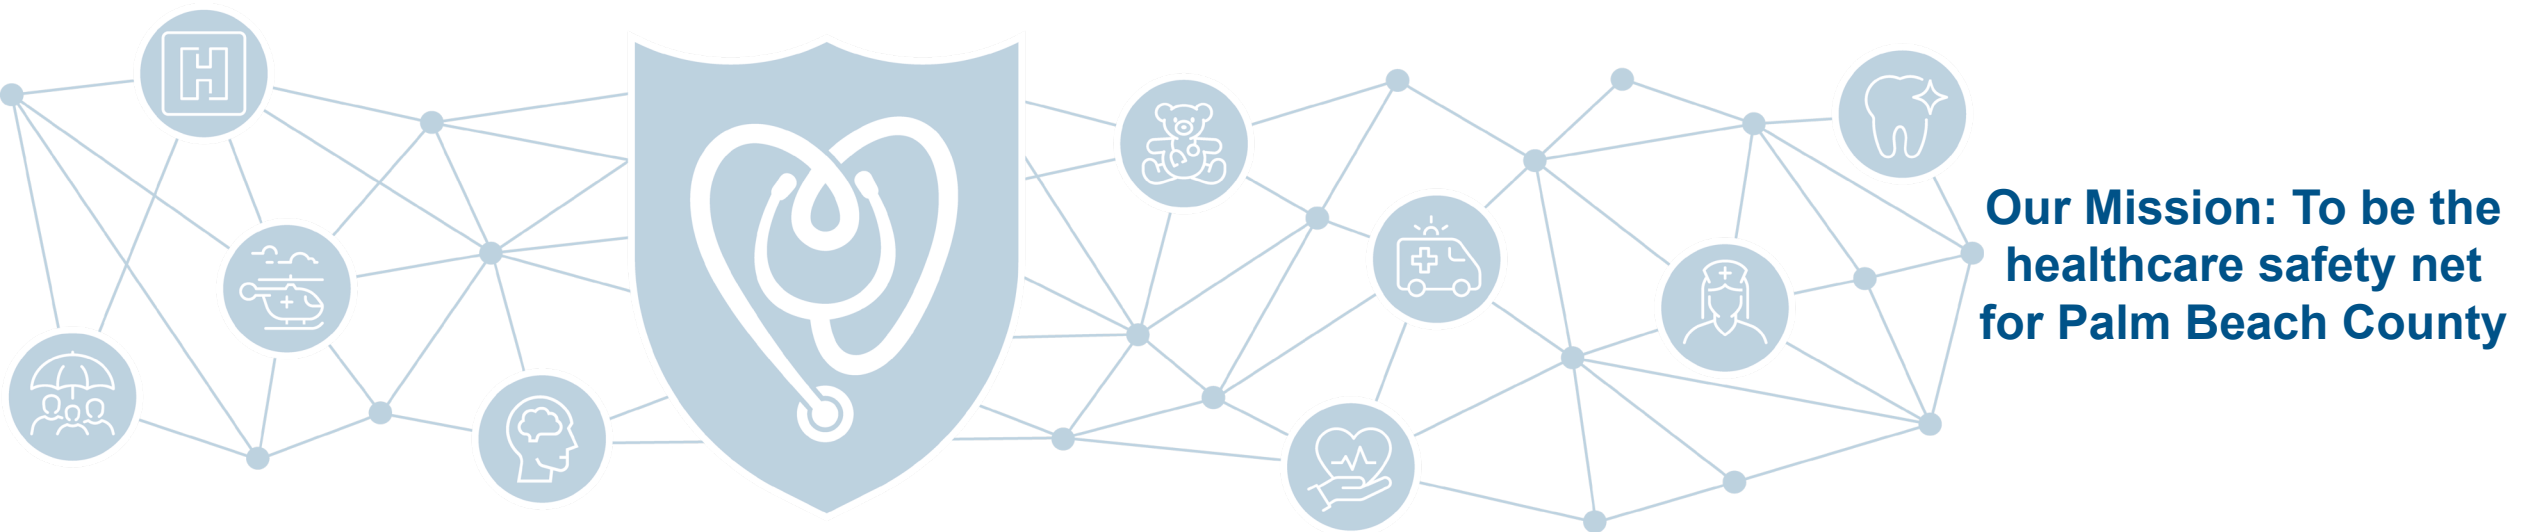 H
Our Mission: To be the
healthcare safety net
for Palm Beach County